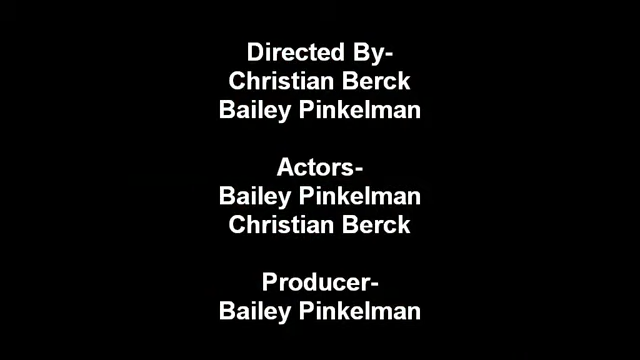 Directed By-
Christian Berck
Bailey Pinkelman
Actors-
Bailey Pinkelman
Christian Berck
Producer-
Bailey Pinkelman